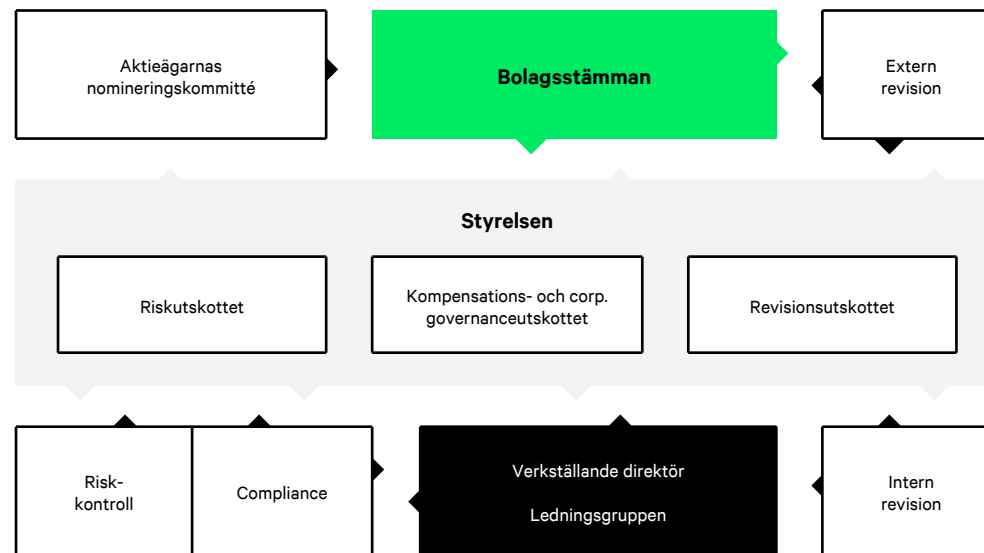 Aktieägarnas
nomineringskommitté
Bolagsstämman
Extern
revision
Styrelsen
Riskutskottet
Kompensations- och corp.
governanceutskottet
Revisionsutskottet
Risk-
kontroll
Compliance
Verkställande direktör
Ledningsgruppen
Intern
revision